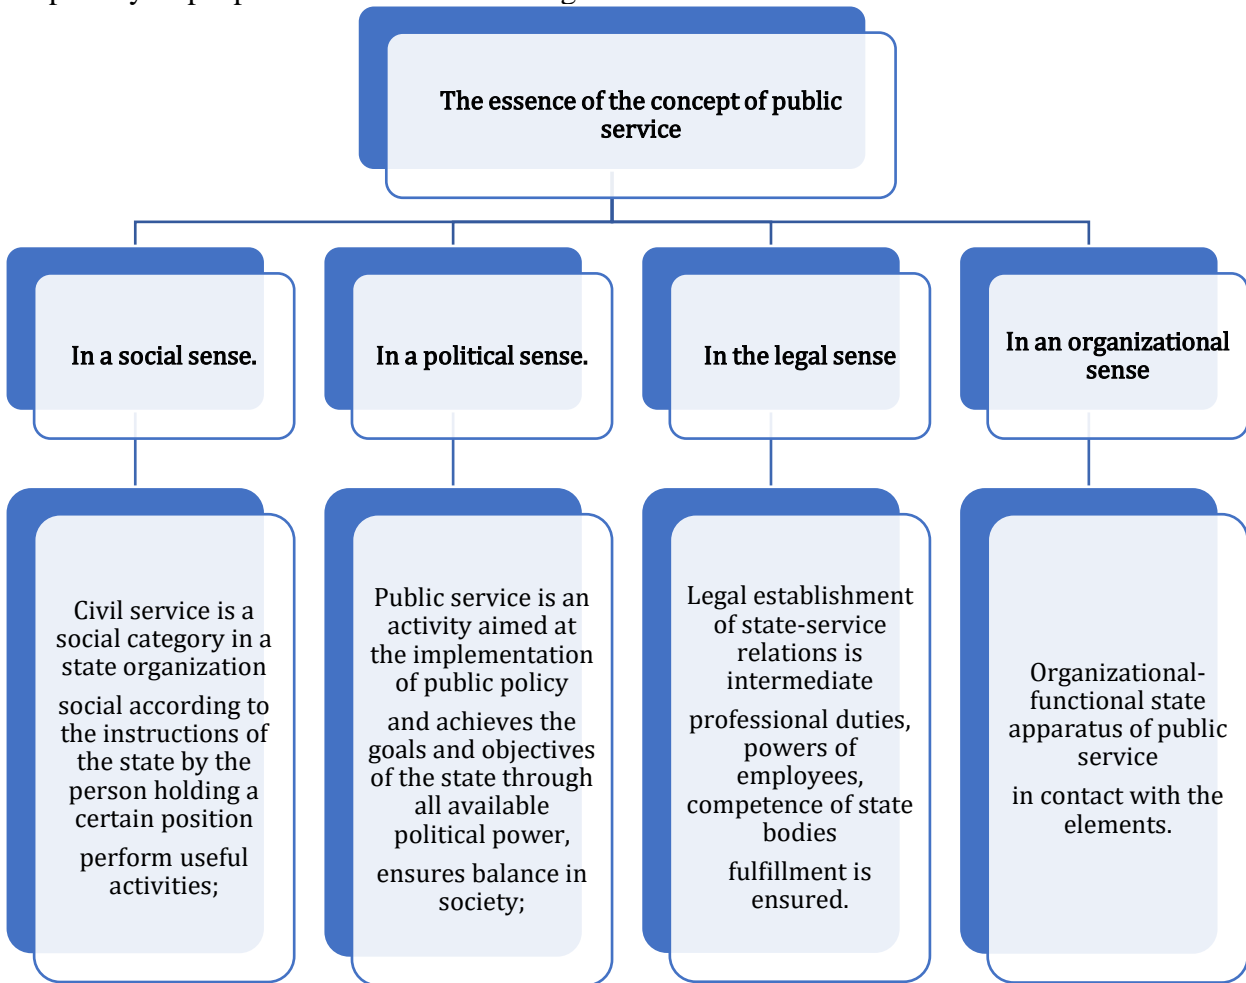 The essence of the concept of public
service
In a social sense.
In a political sense.
In the legal sense
In an organizational
sense
Civil service is a
social category in a
state organization
social according to
the instructions of
the state by the
person holding a
certain position
perform useful
activities;
Public service is an
activity aimed at
the implementation
of public policy
and achieves the
goals and objectives
of the state through
all available
political power,
ensures balance in
society;
Legal establishment
of state-service
relations is
intermediate
professional duties,
powers of
employees,
competence of state
bodies
fulfillment is
ensured.
Organizational-
functional state
apparatus of public
service
in contact with the
elements.